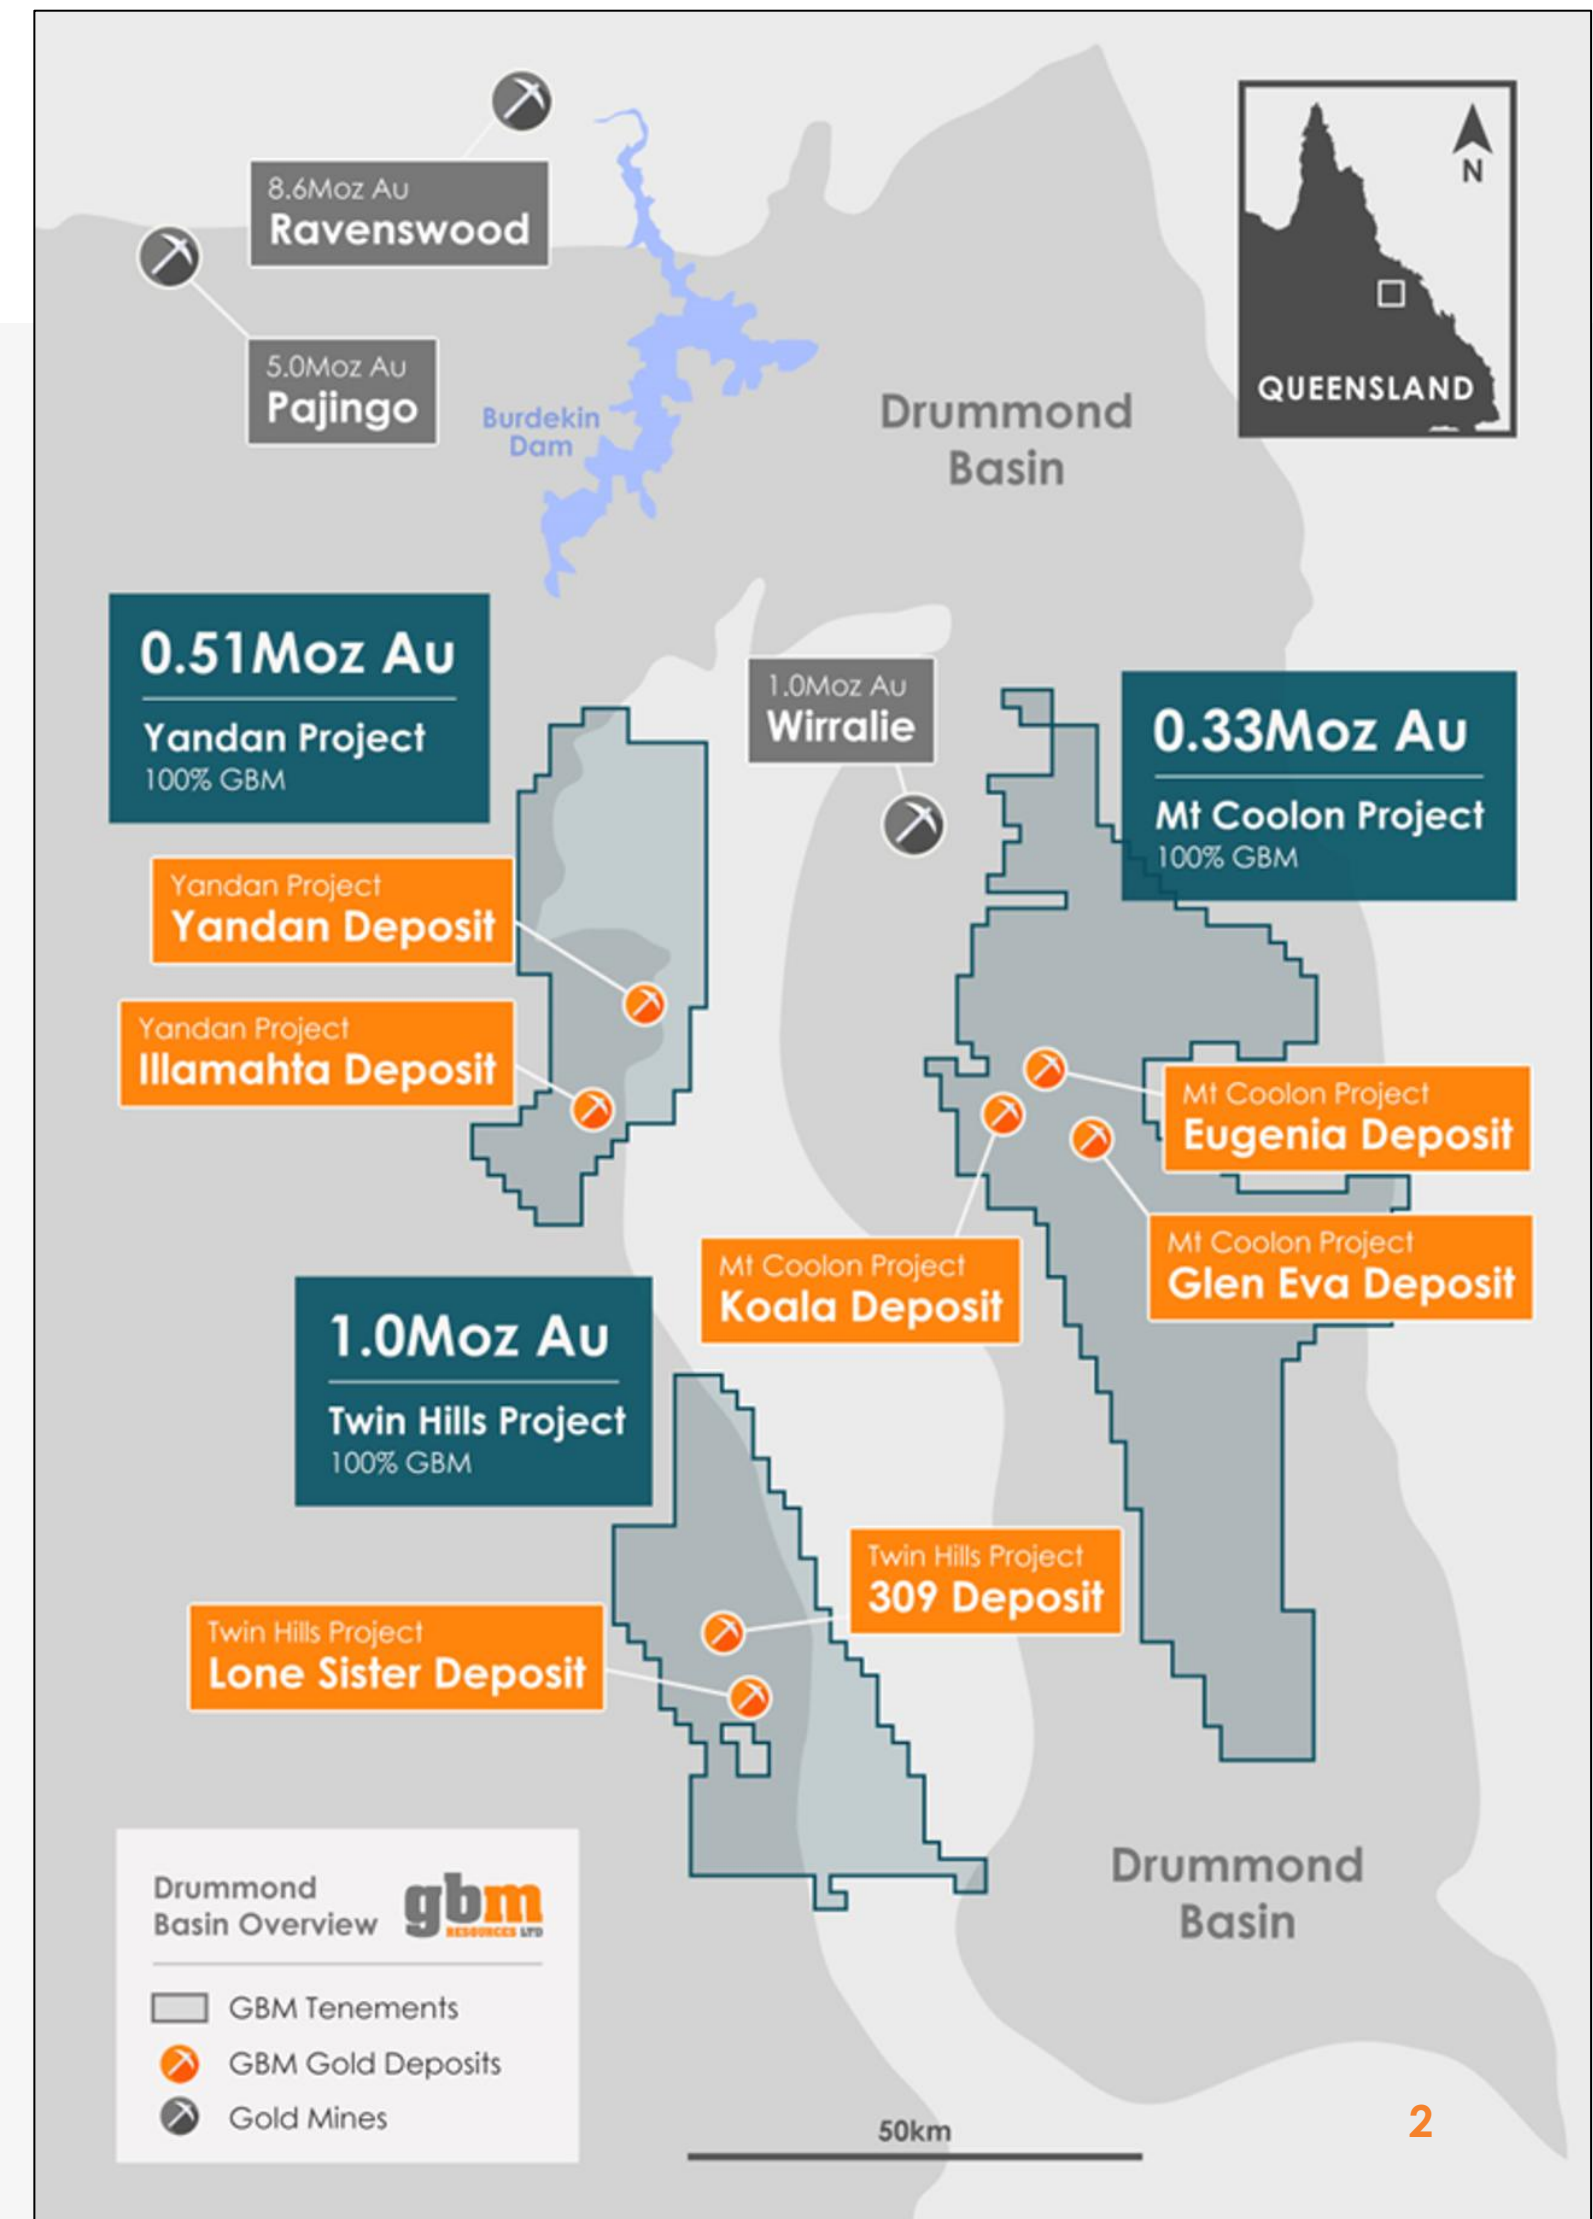 8.6Moz Au
Ravenswood
5.0Moz Au
Pajingo
Burdekin
Dam
Drummond
Basin
N
QUEENSLAND
0.51Moz Au
Yandan Project
100% GBM
1.0Moz Au
Wirralie
0.33Moz Au
Mt Coolon Project
100% GBM
Yandan Project
Yandan Deposit
Yandan Project
Illamahta Deposit
Mt Coolon Project
Eugenia Deposit
Mt Coolon Project
Koala Deposit
Mt Coolon Project
Glen Eva Deposit
1.0Moz Au
Twin Hills Project
100% GBM
Twin Hills Project
309 Deposit
Twin Hills Project
Lone Sister Deposit
Drummond
Basin
Drummond
Basin Overview
gbm
RESOURCES LTD
GBM Tenements
GBM Gold Deposits
Gold Mines
50km
2